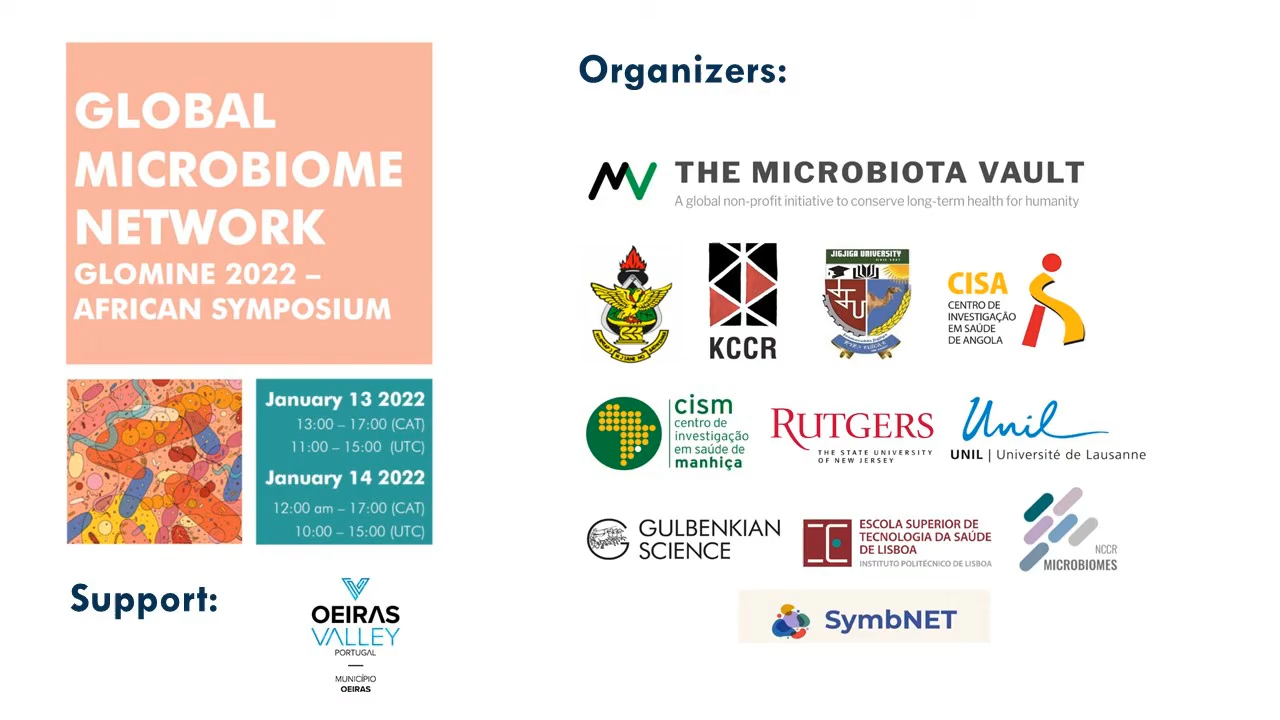 GLOBAL
MICROBIOME
NETWORK
GLOMINE 2022 –
AFRICAN SYMPOSIUM
January 13 2022
13:00 – 17:00 (CAT)
11:00 – 15:00 (UTC)
January 14 2022
12:00 am – 17:00 (CAT)
10:00 – 15:00 (UTC)
Support:
OEIRAS
VALLEY
PORTUGAL
MUNICÍPIO
OEIRAS
Organizers:
THE MICROBIOTA VAULT
A global non-profit initiative to conserve long-term health for humanity
KCCR
JIGJIGA UNIVERSITY
CISA
CENTRO DE
INVESTIGAÇÃO
EM SAÚDE
DE ANGOLA
cism
centro de
investigação
em saúde de
manhiça
RUTGERS
THE STATE UNIVERSITY
OF NEW JERSEY
Unil
UNIL | Université de Lausanne
GULBENKIAN
SCIENCE
ESCOLA SUPERIOR DE
TECNOLOGIA DA SAÚDE
DE LISBOA
INSTITUTO POLITÉCNICO DE LISBOA
NCCR
MICROBIOMES
SymbNET